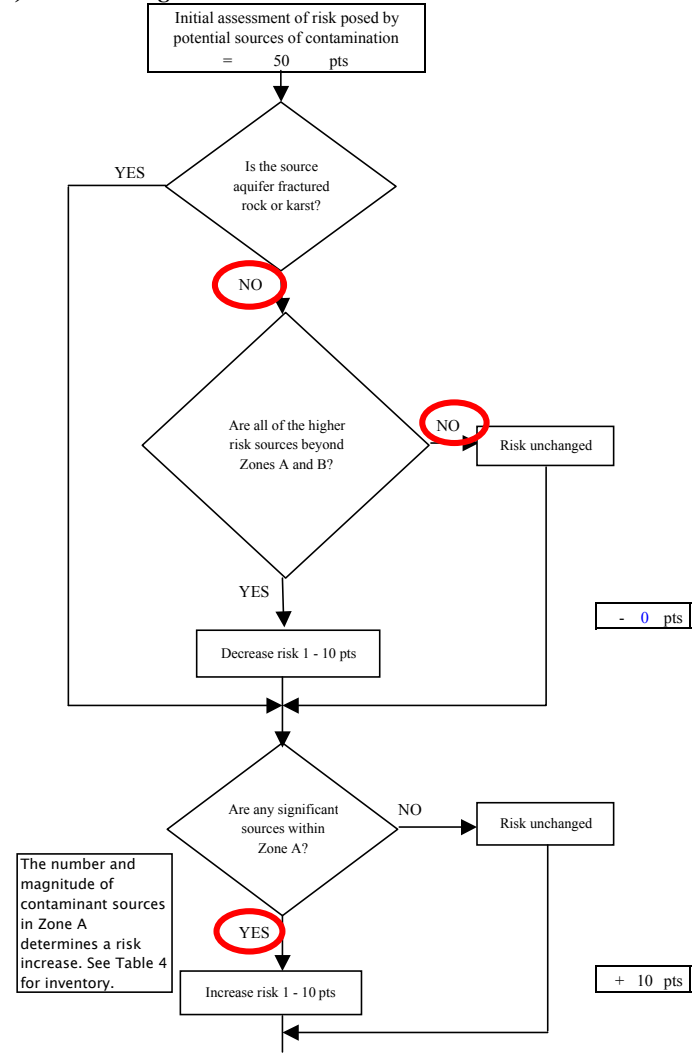 Initial assessment of risk posed by
potential sources of contamination
= 50 pts
YES
Is the source
aquifer fractured
rock or karst?
NO
Are all of the higher
risk sources beyond
Zones A and B?
NO
Risk unchanged
YES
- 0 pts
Decrease risk 1 - 10 pts
Are any significant
sources within
Zone A?
NO
Risk unchanged
The number and
magnitude of
contaminant sources
in Zone A
determines a risk
increase. See Table 4
for inventory.
YES
Increase risk 1 - 10 pts
+ 10 pts